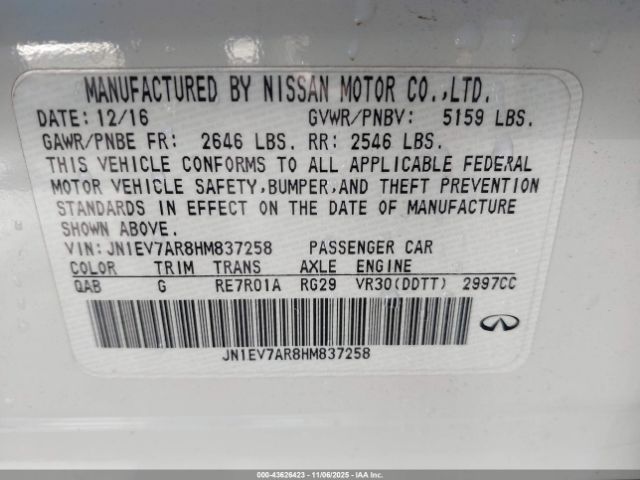 MANUFACTURED BY NISSAN MOTOR CO.,LTD.
DATE: 12/16 GVWR/PNBV: 5159 LBS.
GAWR/PNBE FR: 2646 LBS. RR: 2546 LBS.
THIS VEHICLE CONFORMS TO ALL APPLICABLE FEDERAL
MOTOR VEHICLE SAFETY,BUMPER,AND THEFT PREVENTION
STANDARDS IN EFFECT ON THE DATE OF MANUFACTURE
SHOWN ABOVE.
VIN: JN1EV7AR8HM837258 PASSENGER CAR
COLOR TRIM TRANS AXLE ENGINE
QAB G RE7R01A RG29 VR30(DDTT) 2997CC
JN1EV7AR8HM837258
000-43626423 - 11/06/2025 - IAA Corp.